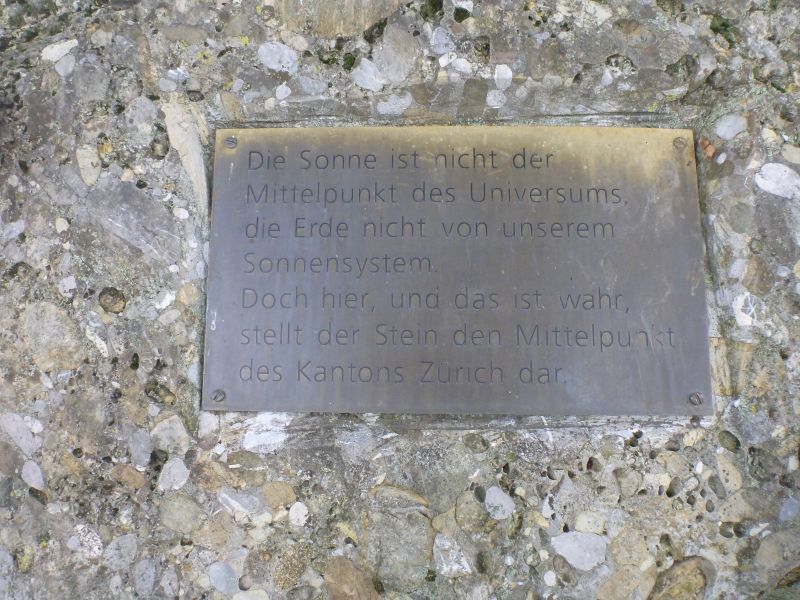 Die Sonne ist nicht der
Mittelpunkt des Universums,
die Erde nicht von unserem
Sonnensystem.
Doch hier, und das ist wahr,
stellt der Stein den Mittelpunkt
des Kantons Zürich dar.